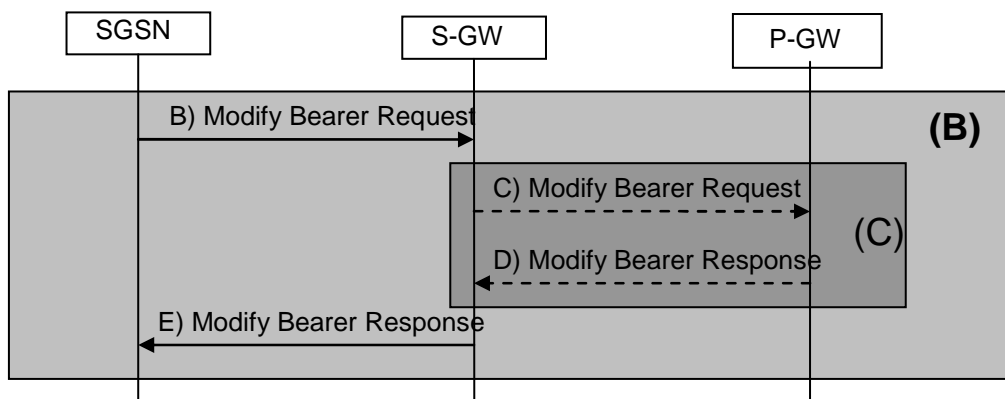 SGSN
S-GW
P-GW
B) Modify Bearer Request
(B)
C) Modify Bearer Request
(C)
D) Modify Bearer Response
E) Modify Bearer Response